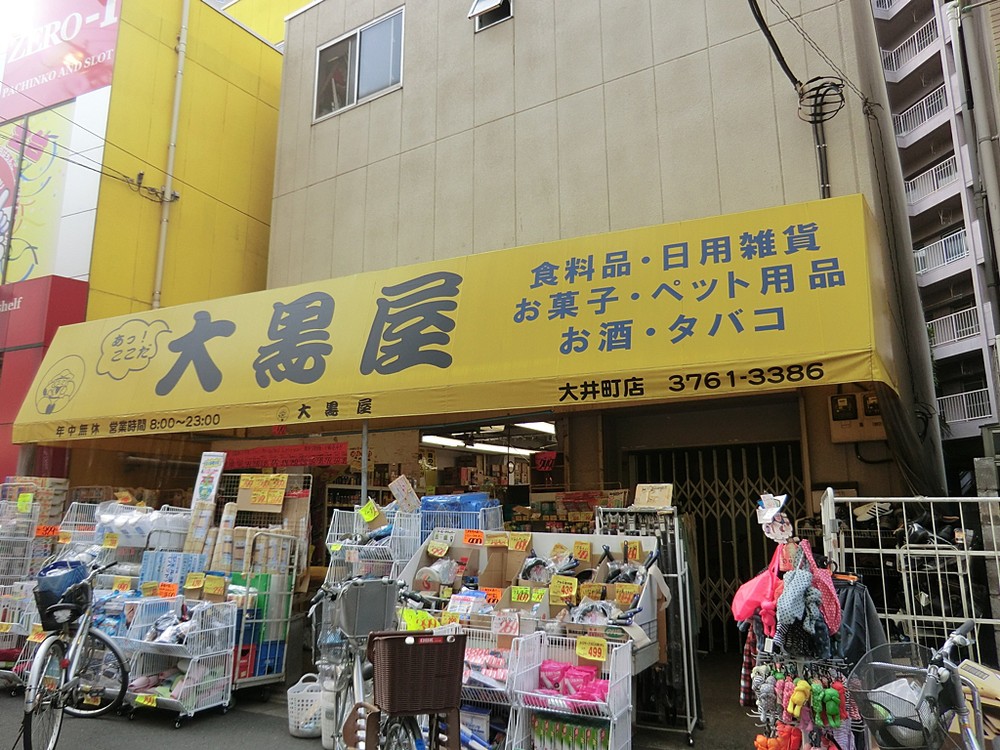 ZERO-1
PACHINKO AND SLOT
helf
あっ!
ここだ
大黒屋
食料品・日用雑貨
お菓子・ペット用品
お酒・タバコ
年中無休 営業時間 8:00〜23:00
大黒屋
大井町店 3761-3386
499